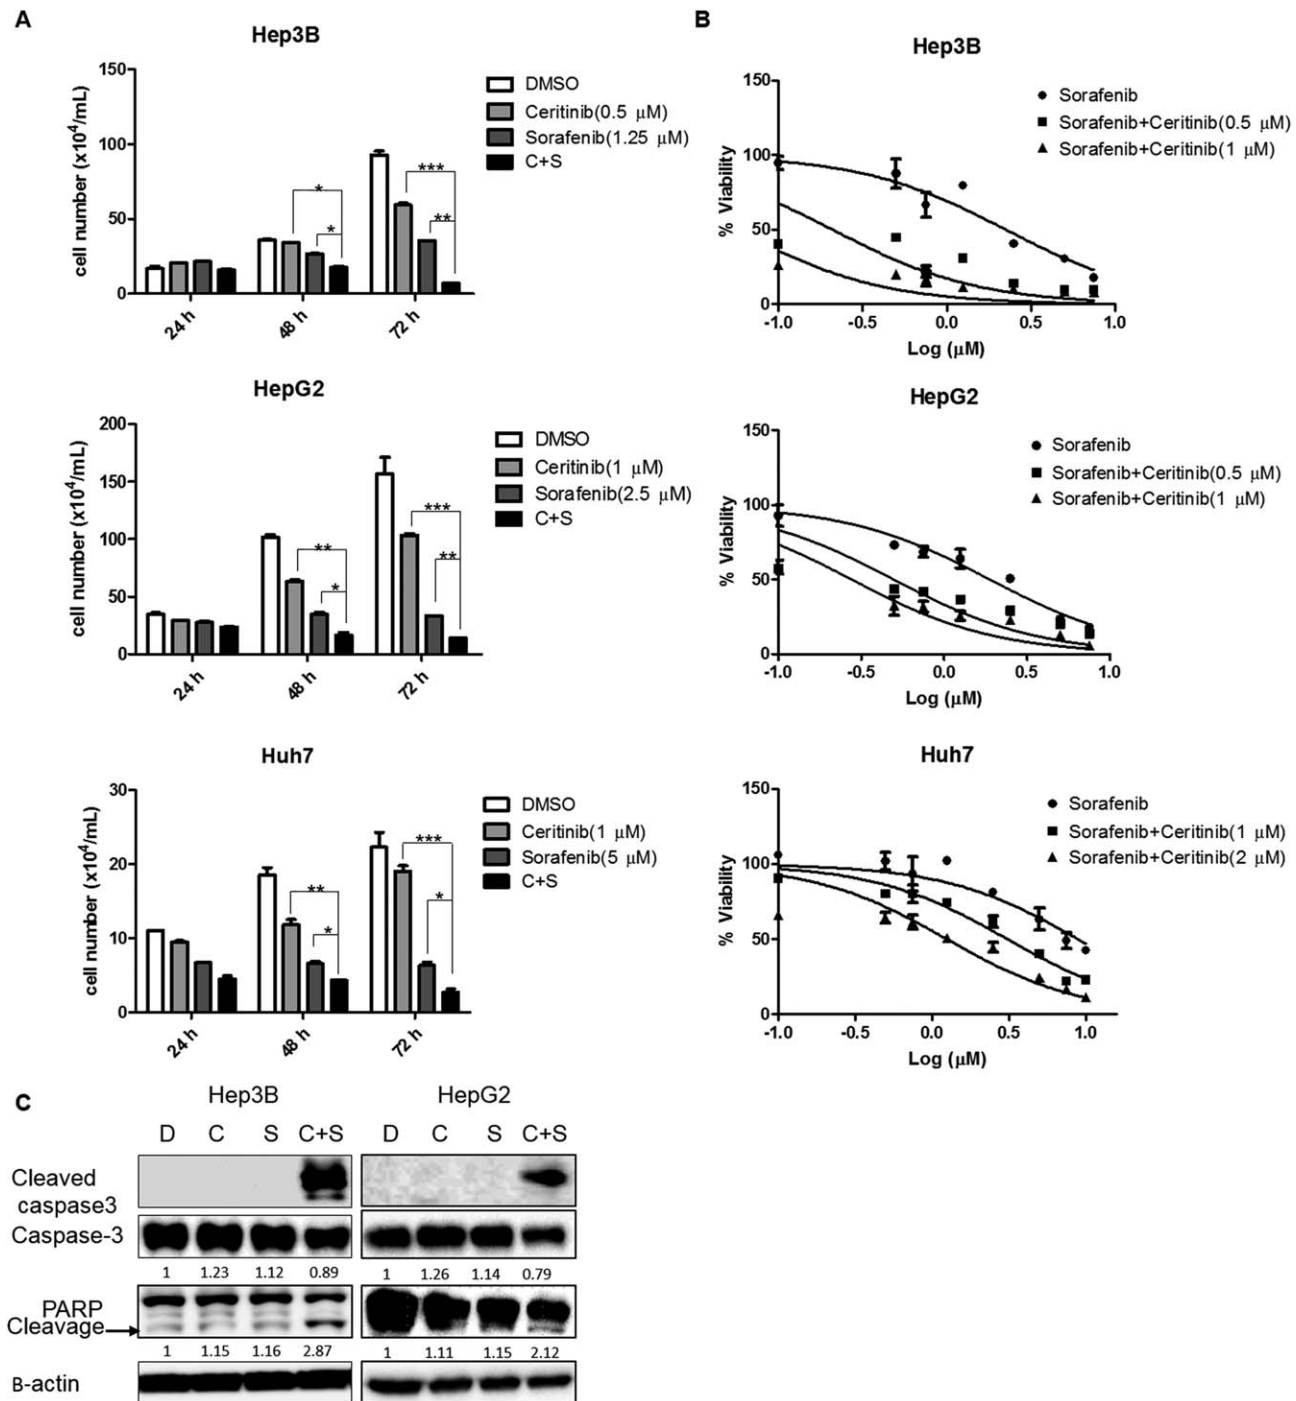 A
Hep3B
cell number (x10⁴/mL)
150
100
50
0
24 h
48 h
72 h
*
*
***
**
DMSO
Ceritinib(0.5 μM)
Sorafenib(1.25 μM)
C+S
HepG2
cell number (x10⁴/mL)
200
150
100
50
0
24 h
48 h
72 h
**
*
***
**
DMSO
Ceritinib(1 μM)
Sorafenib(2.5 μM)
C+S
Huh7
cell number (x10⁴/mL)
30
20
10
0
24 h
48 h
72 h
**
*
***
*
DMSO
Ceritinib(1 μM)
Sorafenib(5 μM)
C+S
B
Hep3B
% Viability
150
100
50
0
-1.0 -0.5 0.0 0.5 1.0
Log (μM)
Sorafenib
Sorafenib+Ceritinib(0.5 μM)
Sorafenib+Ceritinib(1 μM)
HepG2
% Viability
150
100
50
0
-1.0 -0.5 0.0 0.5 1.0
Log (μM)
Sorafenib
Sorafenib+Ceritinib(0.5 μM)
Sorafenib+Ceritinib(1 μM)
Huh7
% Viability
150
100
50
0
-1.0 -0.5 0.0 0.5 1.0
Log (μM)
Sorafenib
Sorafenib+Ceritinib(1 μM)
Sorafenib+Ceritinib(2 μM)
C
Hep3B HepG2
D C S C+S D C S C+S
Cleaved
caspase3
Caspase-3
1 1.23 1.12 0.89 1 1.26 1.14 0.79
PARP
Cleavage
1 1.15 1.16 2.87 1 1.11 1.15 2.12
B-actin